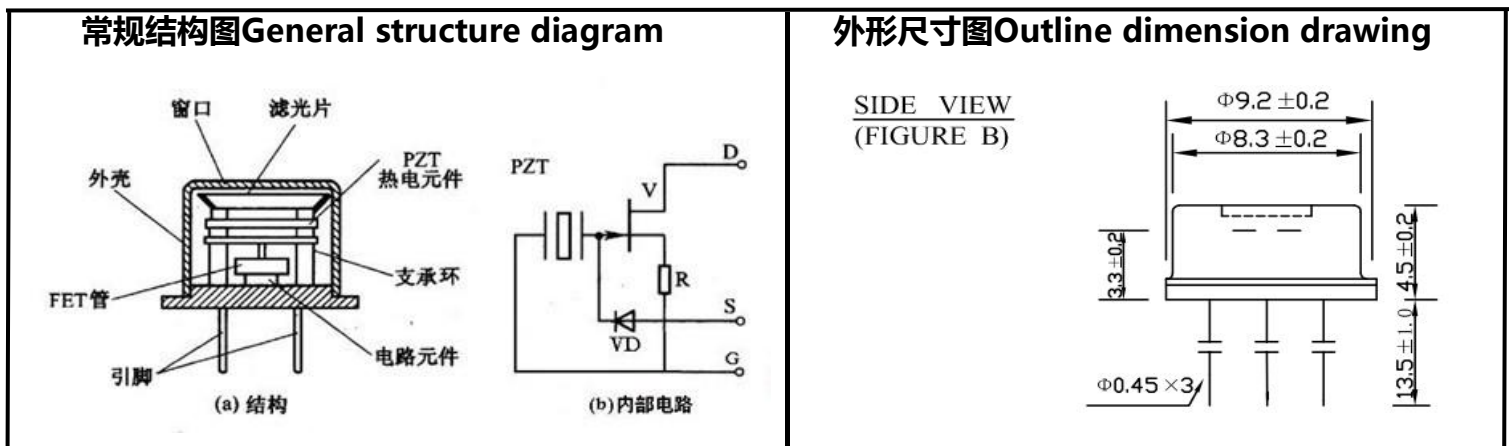 常规结构图General structure diagram
窗口
滤光片
PZT
热电元件
外壳
支承环
FET管
电路元件
引脚
(a) 结构
PZT
D
V
R
S
VD
G
(b)内部电路
外形尺寸图Outline dimension drawing
SIDE VIEW
(FIGURE B)
Φ9.2 ±0.2
Φ8.3 ±0.2
3.3 ±0.2
4.5 ±0.2
13.5 ±1.0
Φ0.45 ×3